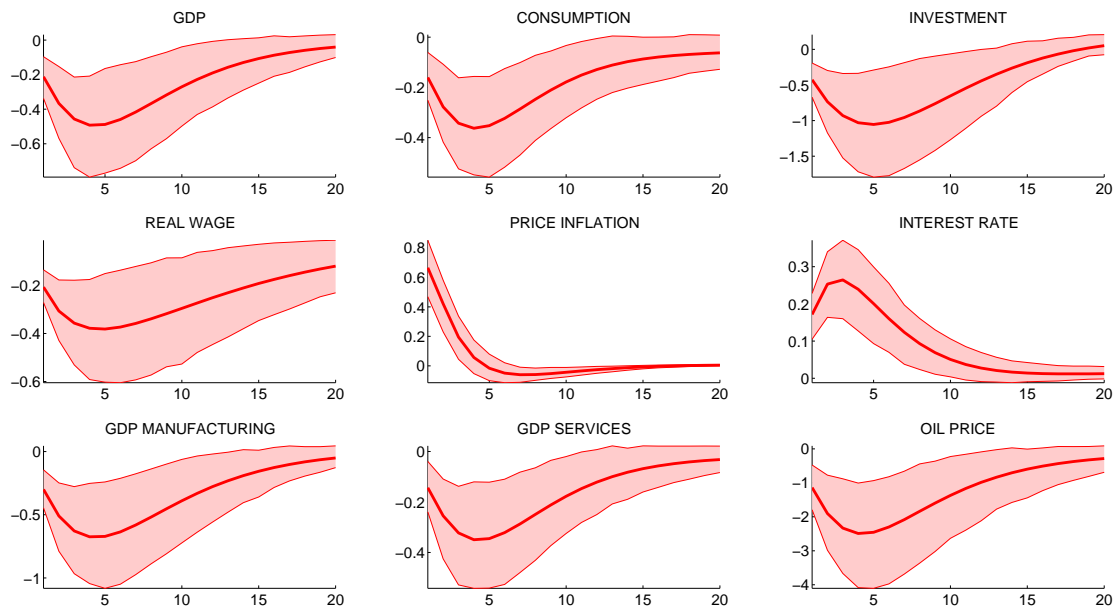 GDP
0
−0.2
−0.4
−0.6
5 10 15 20
CONSUMPTION
0
−0.2
−0.4
5 10 15 20
INVESTMENT
0
−0.5
−1
−1.5
5 10 15 20
REAL WAGE
−0.2
−0.4
−0.6
5 10 15 20
PRICE INFLATION
0.8
0.6
0.4
0.2
0
5 10 15 20
INTEREST RATE
0.3
0.2
0.1
0
5 10 15 20
GDP MANUFACTURING
0
−0.5
−1
5 10 15 20
GDP SERVICES
0
−0.2
−0.4
5 10 15 20
OIL PRICE
0
−1
−2
−3
−4
5 10 15 20